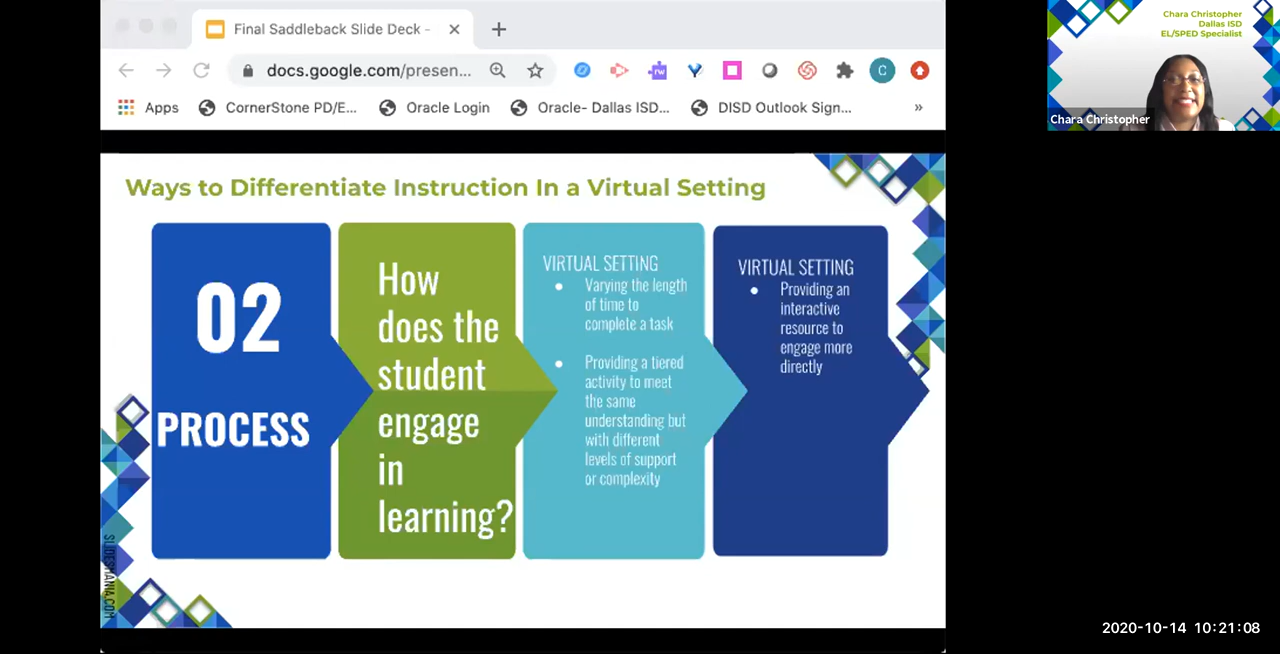 Final Saddleback Slide Deck -
docs.google.com/presen...
rw
C
Apps
CornerStone PD/E...
Oracle Login
Oracle- Dallas ISD...
DISD Outlook Sign...
»
Chara Christopher
Dallas ISD
EL/SPED Specialist
Chara Christopher
Ways to Differentiate Instruction In a Virtual Setting
02
PROCESS
How
does the
student
engage
in
learning?
VIRTUAL SETTING
● Varying the length
of time to
complete a task
● Providing a tiered
activity to meet
the same
understanding but
with different
levels of support
or complexity
VIRTUAL SETTING
● Providing an
interactive
resource to
engage more
directly
SLIDESMANIA.COM
2020-10-14 10:21:08